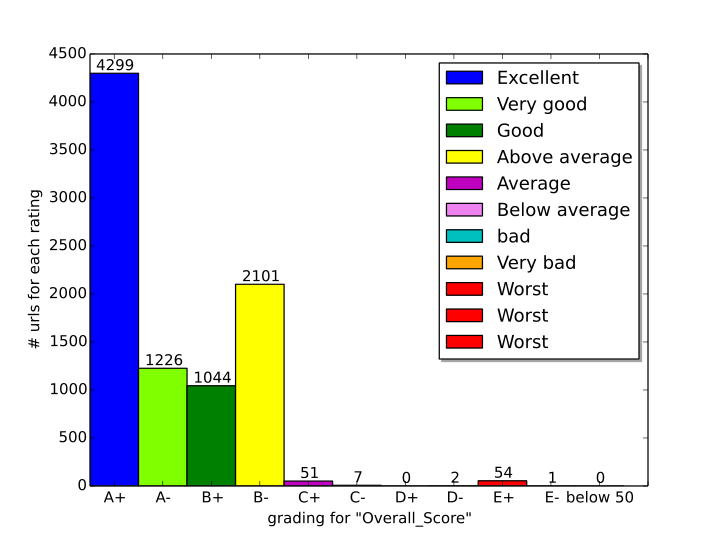 4500
4000
3500
3000
2500
2000
1500
1000
500
0
# urls for each rating
4299
1226
1044
2101
51
7
0
2
54
1
0
Excellent
Very good
Good
Above average
Average
Below average
bad
Very bad
Worst
Worst
Worst
A+ A- B+ B- C+ C- D+ D- E+ E- below 50
grading for "Overall_Score"